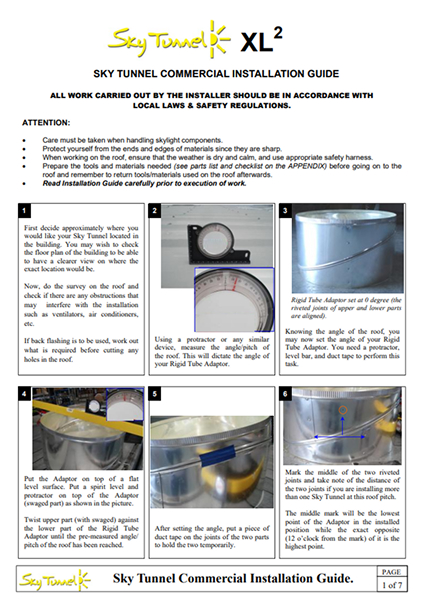 Sky Tunnel XL2
SKY TUNNEL COMMERCIAL INSTALLATION GUIDE
ALL WORK CARRIED OUT BY THE INSTALLER SHOULD BE IN ACCORDANCE WITH
LOCAL LAWS & SAFETY REGULATIONS.
ATTENTION:
• Care must be taken when handling skylight components.
• Protect yourself from the ends and edges of materials since they are sharp.
• When working on the roof, ensure that the weather is dry and calm, and use appropriate safety harness.
• Prepare the tools and materials needed (see parts list and checklist on the APPENDIX) before going on to the
roof and remember to return tools/materials used on the roof afterwards.
• Read Installation Guide carefully prior to execution of work.
1
First decide approximately where you
would like your Sky Tunnel located in
the building. You may wish to check
the floor plan of the building to be able
to have a clearer view on where the
exact location would be.
Now, do the survey on the roof and
check if there are any obstructions that
may interfere with the installation
such as ventilators, air conditioners,
etc.
If back flashing is to be used, work out
what is required before cutting any
holes in the roof.
2
Using a protractor or any similar
device, measure the angle/pitch of
the roof. This will dictate the angle of
your Rigid Tube Adaptor.
3
Rigid Tube Adaptor set at 0 degree (the
riveted joints of upper and lower parts
are aligned).
Knowing the angle of the roof, you
may now set the angle of your Rigid
Tube Adaptor. You need a protractor,
level bar, and duct tape to perform this
task.
4
Put the Adaptor on top of a flat
level surface. Put a spirit level and
protractor on top of the Adaptor
(swaged part) as shown in the picture.
Twist upper part (with swaged) against
the lower part of the Rigid Tube
Adaptor until the pre-measured angle/
pitch of the roof has been reached.
5
After setting the angle, put a piece of
duct tape on the joints of the two parts
to hold the two temporarily.
6
Mark the middle of the two riveted
joints and take note of the distance of
the two joints if you are installing more
than one Sky Tunnel at this roof pitch.
The middle mark will be the lowest
point of the Adaptor in the installed
position while the exact opposite
(12 o'clock from the mark) of it is the
highest point.
Sky Tunnel
Sky Tunnel Commercial Installation Guide.
PAGE
1 of 7